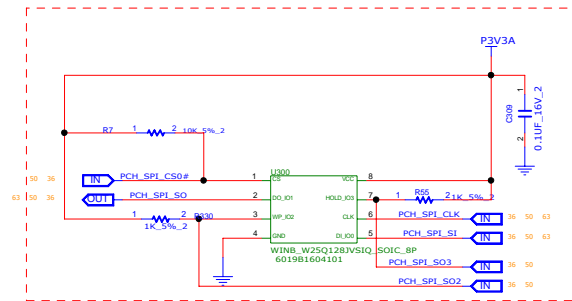 P3V3A
1
C309
0.1UF_16V_2
2
R7
1
2
10K_5%_2
U300
50 36
IN
PCH_SPI_CS0#
1
CS
VCC
8
63 50 36
OUT
PCH_SPI_SO
2
DO_IO1
HOLD_IO3
7
1
R55
2
1K_5%_2
1
2
R330
1K_5%_2
3
WP_IO2
CLK
6
PCH_SPI_CLK
IN
36 50 63
4
GND
DI_IO0
5
PCH_SPI_SI
IN
36 50 63
WINB_W25Q128JVSIQ_SOIC_8P
6019B1604101
PCH_SPI_SO3
IN
36 50
PCH_SPI_SO2
IN
36 50